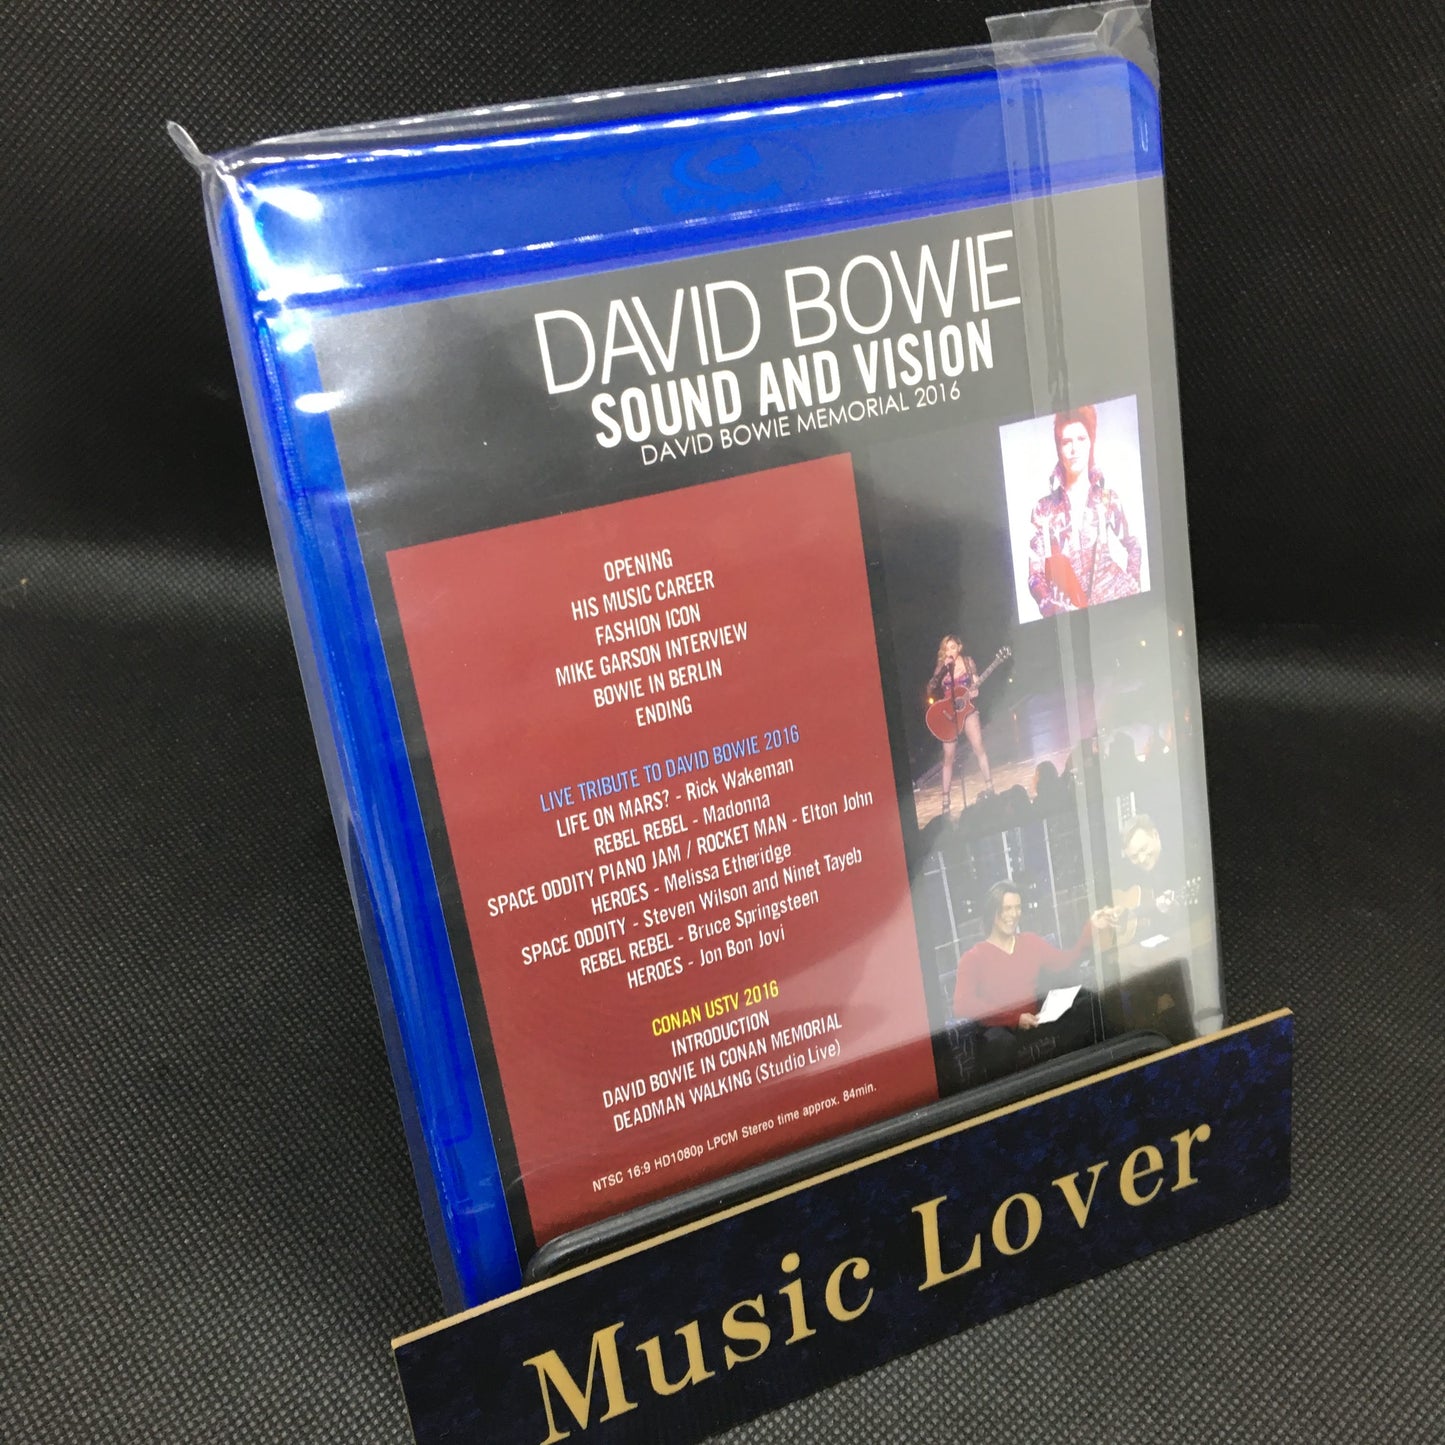 DAVID BOWIE
SOUND AND VISION
DAVID BOWIE MEMORIAL 2016
OPENING
HIS MUSIC CAREER
FASHION ICON
MIKE GARSON INTERVIEW
BOWIE IN BERLIN
ENDING
LIVE TRIBUTE TO DAVID BOWIE 2016
LIFE ON MARS? - Rick Wakeman
REBEL REBEL - Madonna
SPACE ODDITY PIANO JAM / ROCKET MAN - Elton John
HEROES - Melissa Etheridge
SPACE ODDITY - Steven Wilson and Ninet Tayeb
REBEL REBEL - Bruce Springsteen
HEROES - Jon Bon Jovi
CONAN USTV 2016
INTRODUCTION
DAVID BOWIE IN CONAN MEMORIAL
DEADMAN WALKING (Studio Live)
NTSC 16:9 HD1080p LPCM Stereo time approx. 84min.
Music Lover